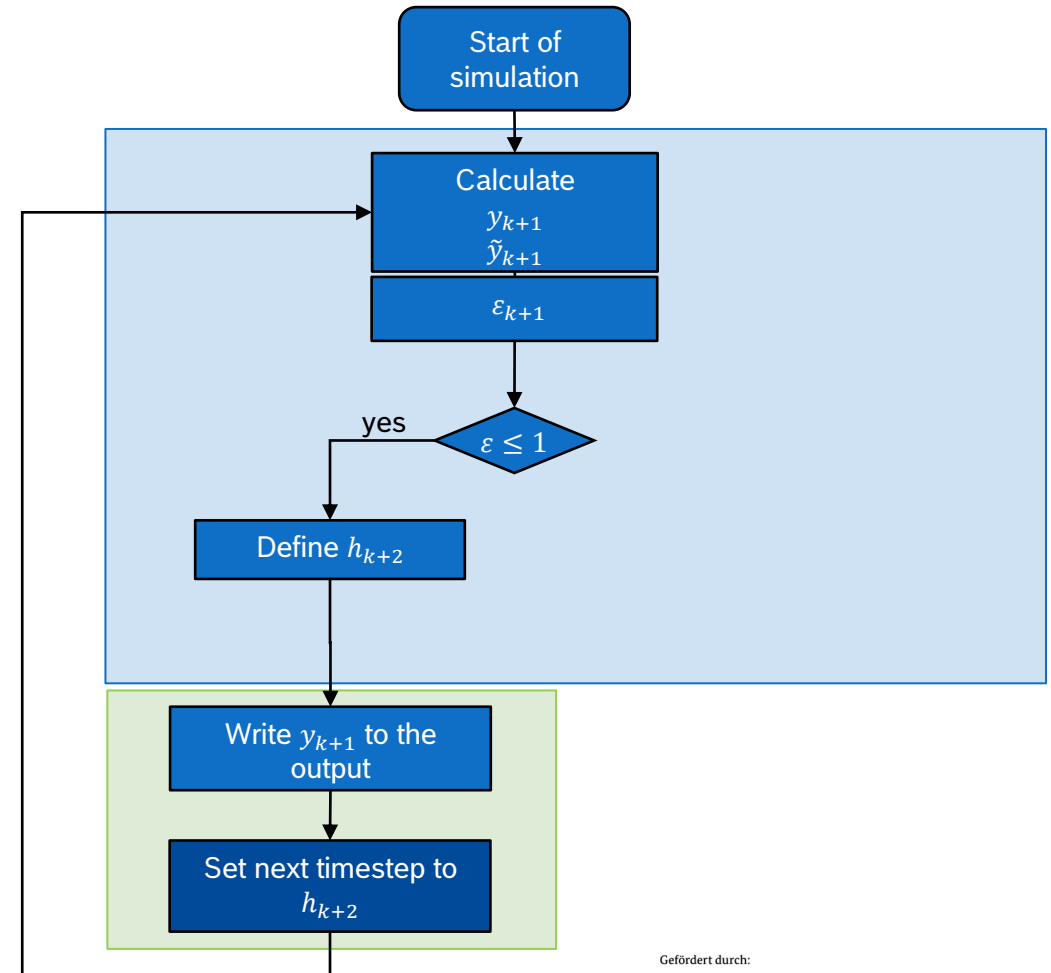 Start of
simulation
Calculate
y_{k+1}
ỹ_{k+1}
ε_{k+1}
yes
ε ≤ 1
Define h_{k+2}
Write y_{k+1} to the
output
Set next timestep to
h_{k+2}
Gefördert durch: